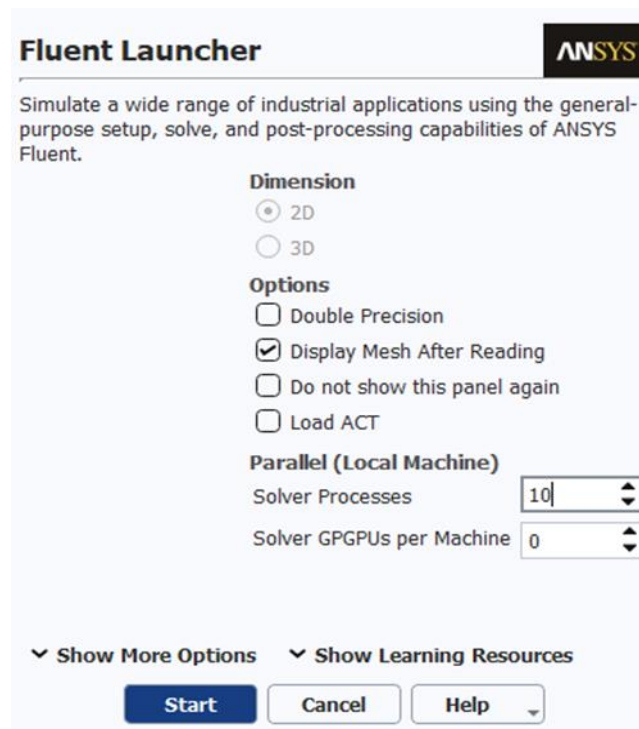 Fluent Launcher
ANSYS
Simulate a wide range of industrial applications using the general-
purpose setup, solve, and post-processing capabilities of ANSYS
Fluent.
Dimension
2D
3D
Options
Double Precision
Display Mesh After Reading
Do not show this panel again
Load ACT
Parallel (Local Machine)
Solver Processes 10
Solver GPGPUs per Machine 0
Show More Options Show Learning Resources
Start Cancel Help